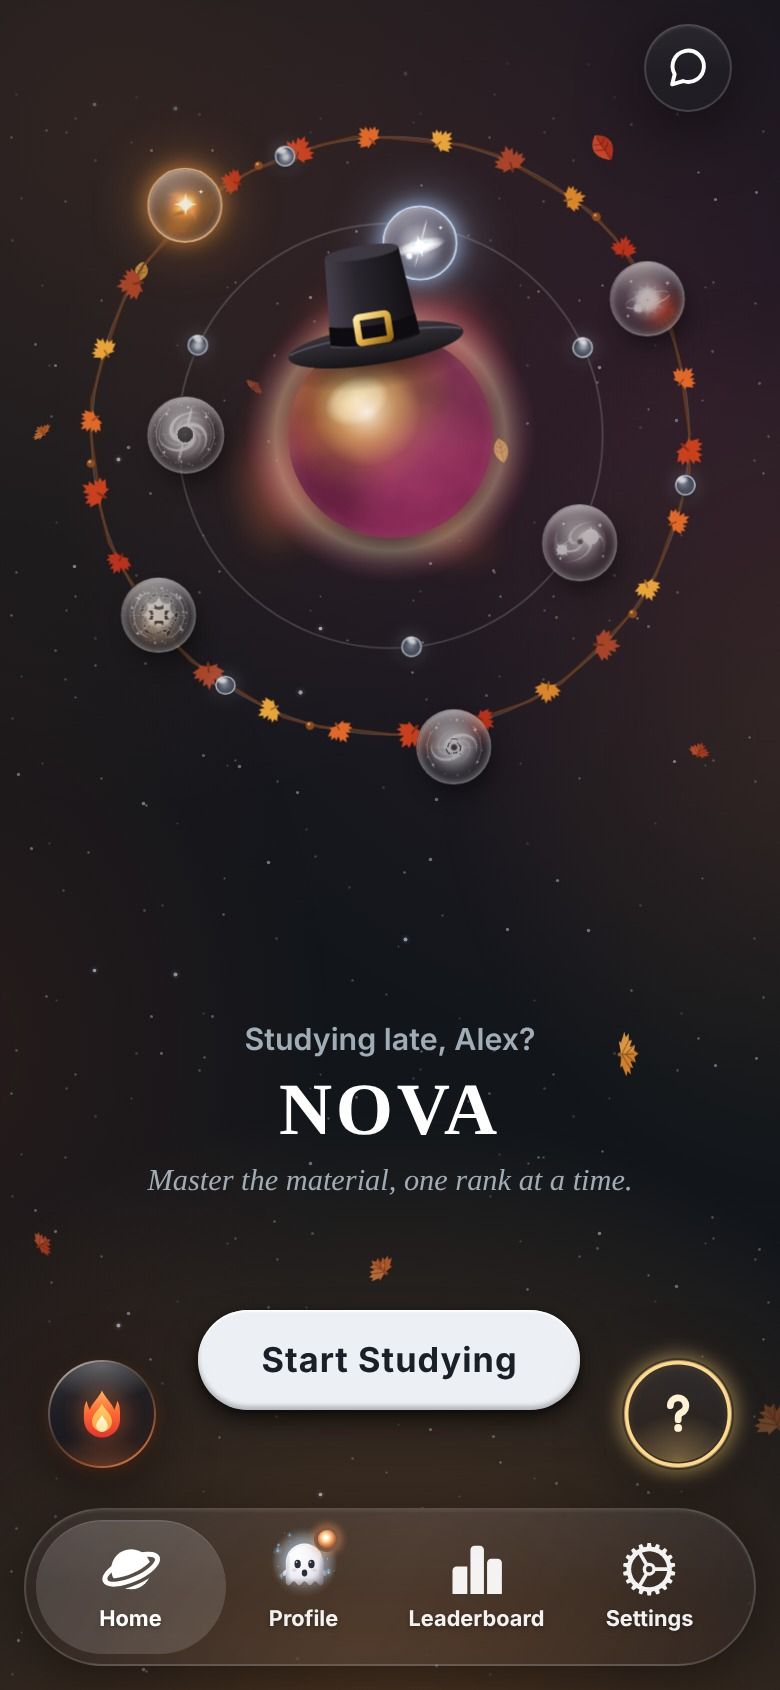 Studying late, Alex?
NOVA
Master the material, one rank at a time.
Start Studying
?
Home
Profile
Leaderboard
Settings